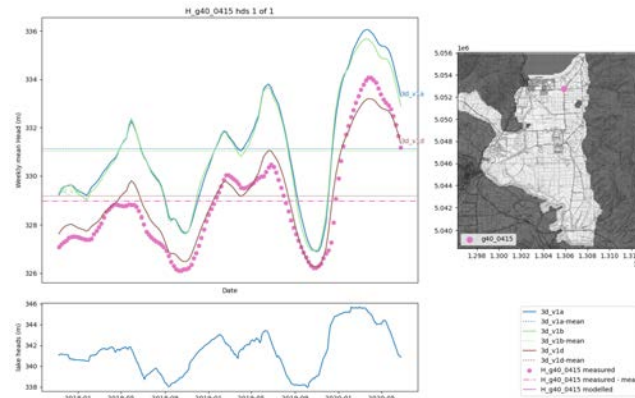 H_g40_0415 hds 1 of 1
Weekly mean Head (m)
336
334
332
330
328
326
3d_v1a
3d_v1d
Date
lake heads (m)
346
344
342
340
338
1e6
5.056
5.054
5.052
5.050
5.048
5.046
5.044
5.042
5.040
1.298 1.300 1.302 1.304 1.306 1.308 1.310
g40_0415
3d_v1a
3d_v1a-mean
3d_v1b
3d_v1b-mean
3d_v1d
3d_v1d-mean
H_g40_0415 measured
H_g40_0415 measured - mea
H_g40_0415 modelled